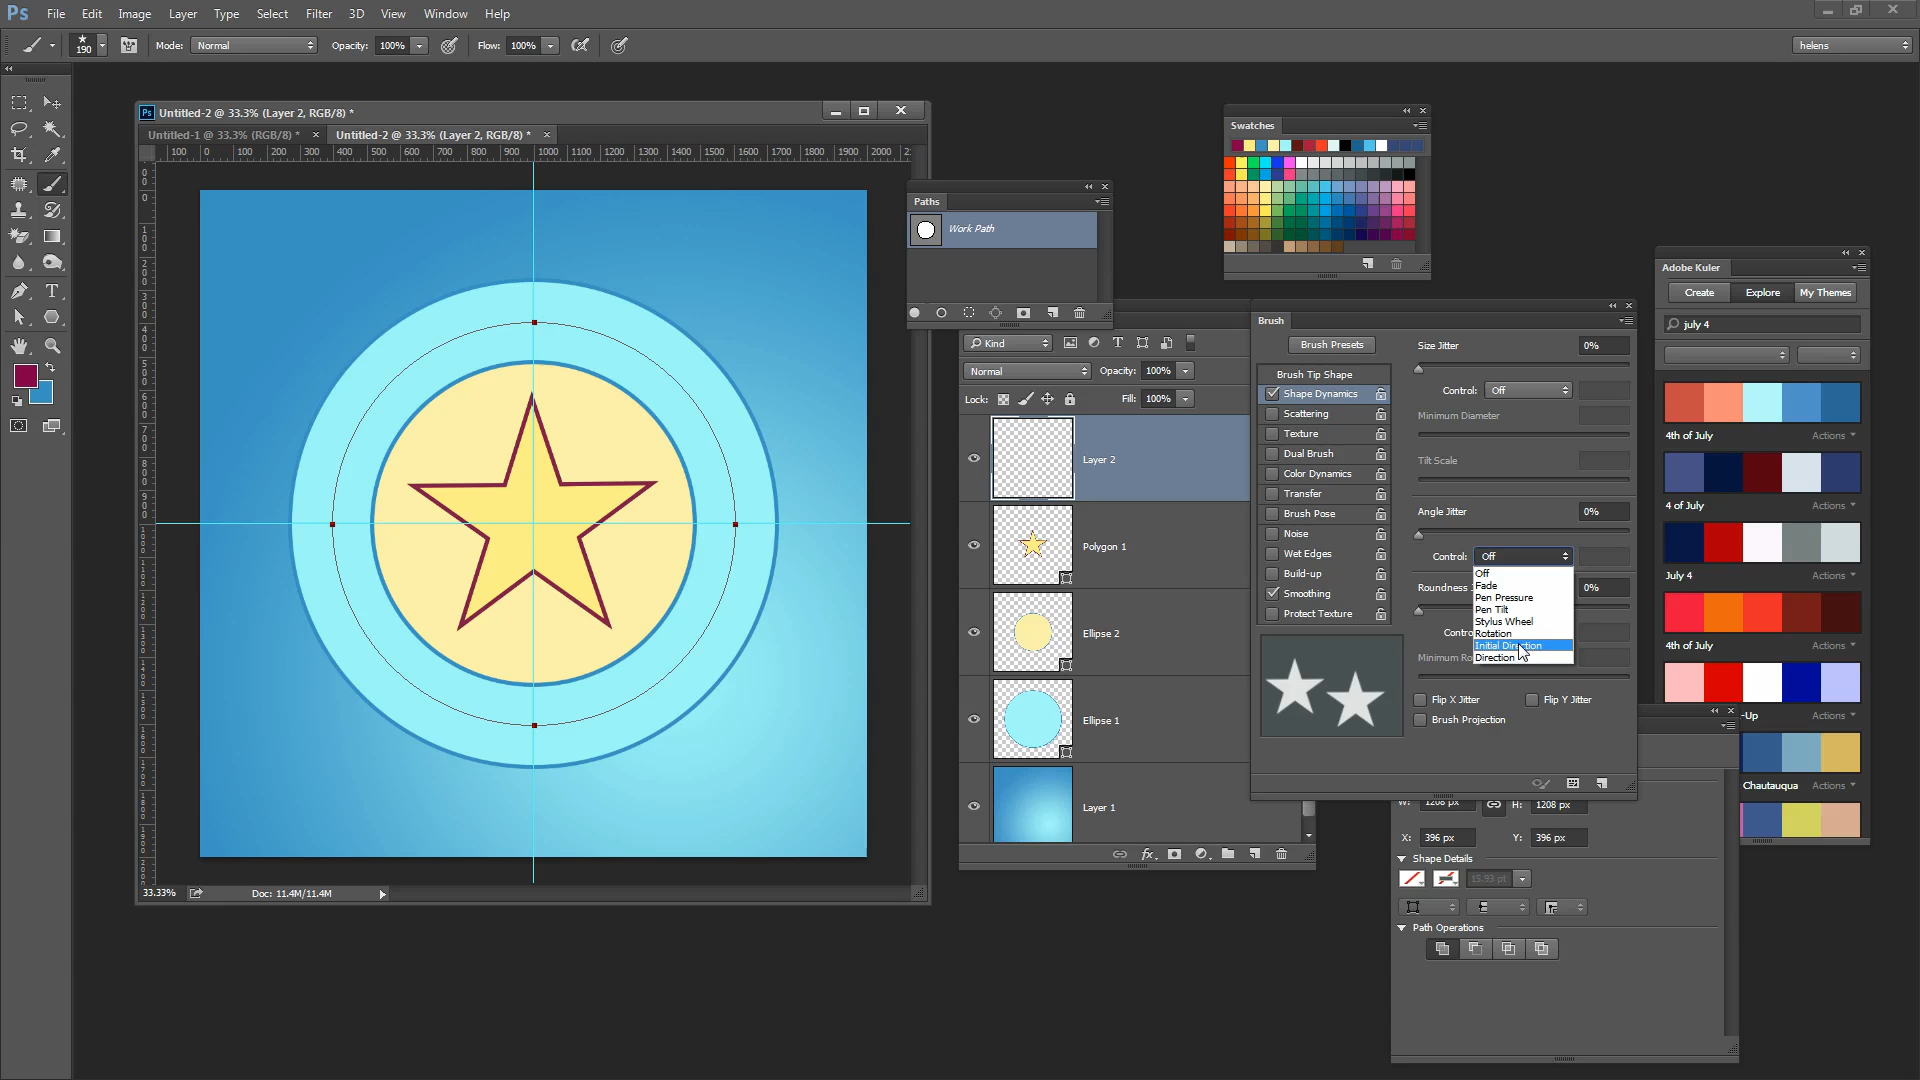 Ps File Edit Image Layer Type Select Filter 3D View Window Help
190 Mode: Normal Opacity: 100% Flow: 100% helens
Ps Untitled-2 @ 33.3% (Layer 2, RGB/8) *
Untitled-1 @ 33.3% (RGB/8) * × Untitled-2 @ 33.3% (Layer 2, RGB/8) * ×
100 0 100 200 300 400 500 600 700 800 900 1000 1100 1200 1300 1400 1500 1600 1700 1800 1900 2000
33.33% Doc: 11.4M/11.4M
Paths
Work Path
Swatches
Kind
Normal Opacity: 100%
Lock: Fill: 100%
Layer 2
Polygon 1
Ellipse 2
Ellipse 1
Layer 1
fx
Brush
Brush Presets
Brush Tip Shape
Shape Dynamics
Scattering
Texture
Dual Brush
Color Dynamics
Transfer
Brush Pose
Noise
Wet Edges
Build-up
Smoothing
Protect Texture
Size Jitter 0%
Control: Off
Minimum Diameter
Tilt Scale
Angle Jitter 0%
Control: Off
Off
Fade
Pen Pressure
Pen Tilt
Stylus Wheel
Rotation
Initial Direction
Direction
Roundness 0%
Contro
Minimum Ro
Flip X Jitter Flip Y Jitter
Brush Projection
W: 1208 px H: 1208 px
X: 396 px Y: 396 px
Shape Details
15.93 pt
Path Operations
Adobe Kuler
Create Explore My Themes
july 4
4th of July Actions
4 of July Actions
July 4 Actions
4th of July Actions
-Up Actions
Chautauqua Actions